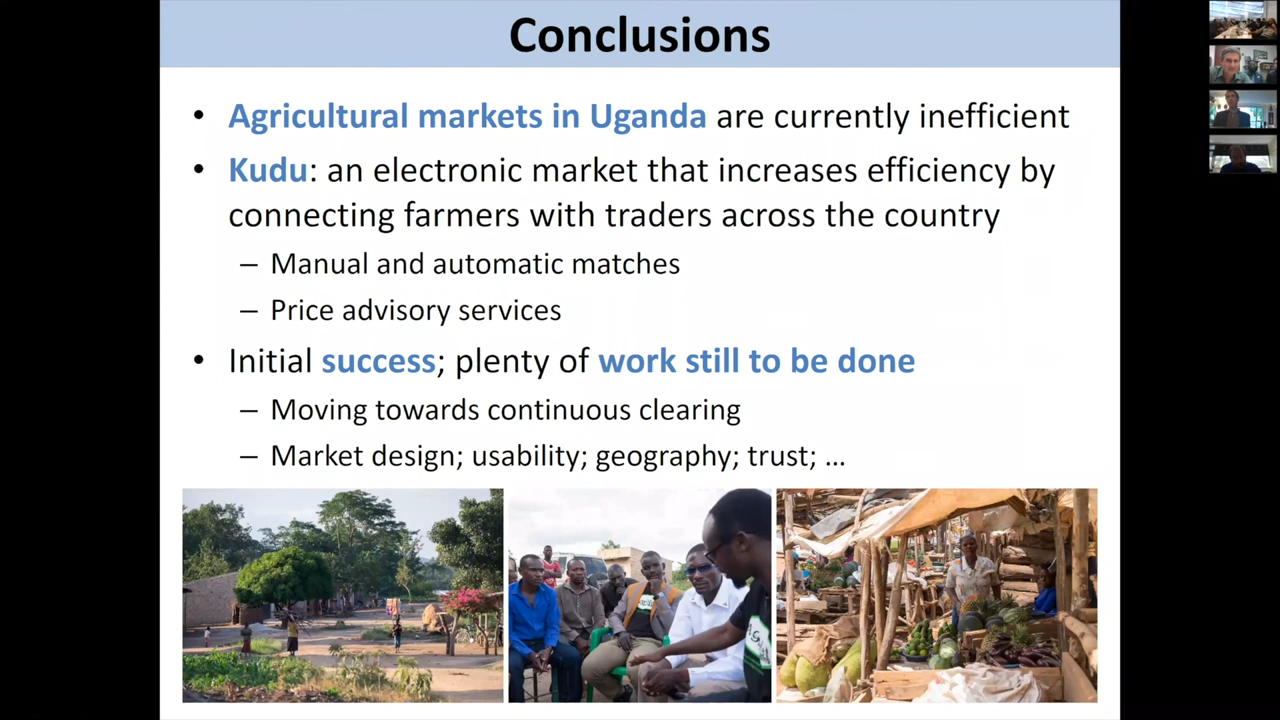 Conclusions
• Agricultural markets in Uganda are currently inefficient
• Kudu: an electronic market that increases efficiency by
connecting farmers with traders across the country
– Manual and automatic matches
– Price advisory services
• Initial success; plenty of work still to be done
– Moving towards continuous clearing
– Market design; usability; geography; trust; …